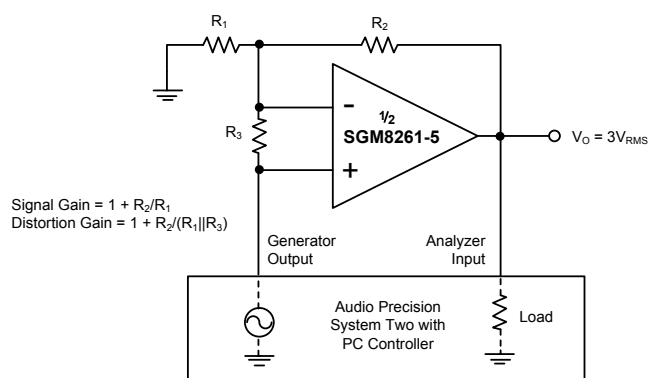 R1
R2
R3
-
½
SGM8261-5
+
VO = 3VRMS
Signal Gain = 1 + R2/R1
Distortion Gain = 1 + R2/(R1||R3)
Generator
Output
Analyzer
Input
Audio Precision
System Two with
PC Controller
Load